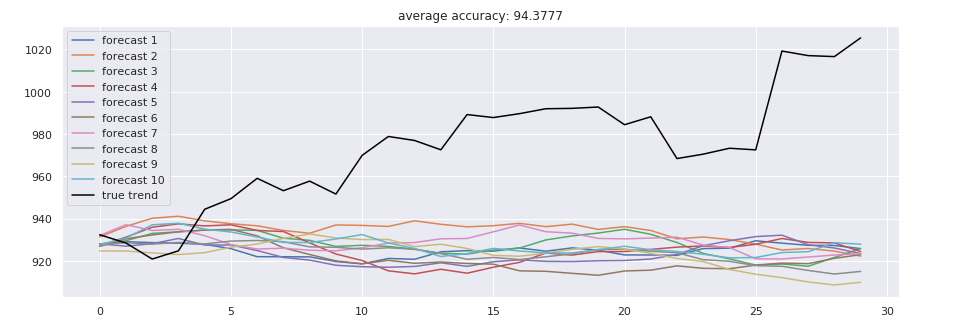 average accuracy: 94.3777
forecast 1
forecast 2
forecast 3
forecast 4
forecast 5
forecast 6
forecast 7
forecast 8
forecast 9
forecast 10
true trend
1020
1000
980
960
940
920
0 5 10 15 20 25 30